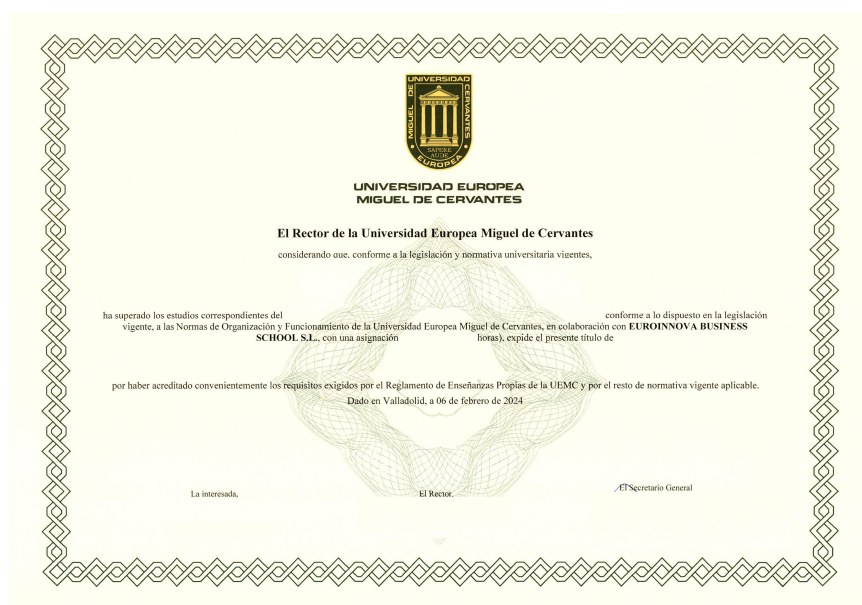 UNIVERSIDAD
MIGUEL DE
CERVANTES
SAPERE
AUDE
EUROPEA
UNIVERSIDAD EUROPEA
MIGUEL DE CERVANTES
El Rector de la Universidad Europea Miguel de Cervantes
considerando que, conforme a la legislación y normativa universitaria vigentes,
ha superado los estudios correspondientes del conforme a lo dispuesto en la legislación
vigente, a las Normas de Organización y Funcionamiento de la Universidad Europea Miguel de Cervantes, en colaboración con EUROINNOVA BUSINESS
SCHOOL S.L., con una asignación horas), expide el presente título de
por haber acreditado convenientemente los requisitos exigidos por el Reglamento de Enseñanzas Propias de la UEMC y por el resto de normativa vigente aplicable.
Dado en Valladolid, a 06 de febrero de 2024
La interesada,
El Rector,
El Secretario General